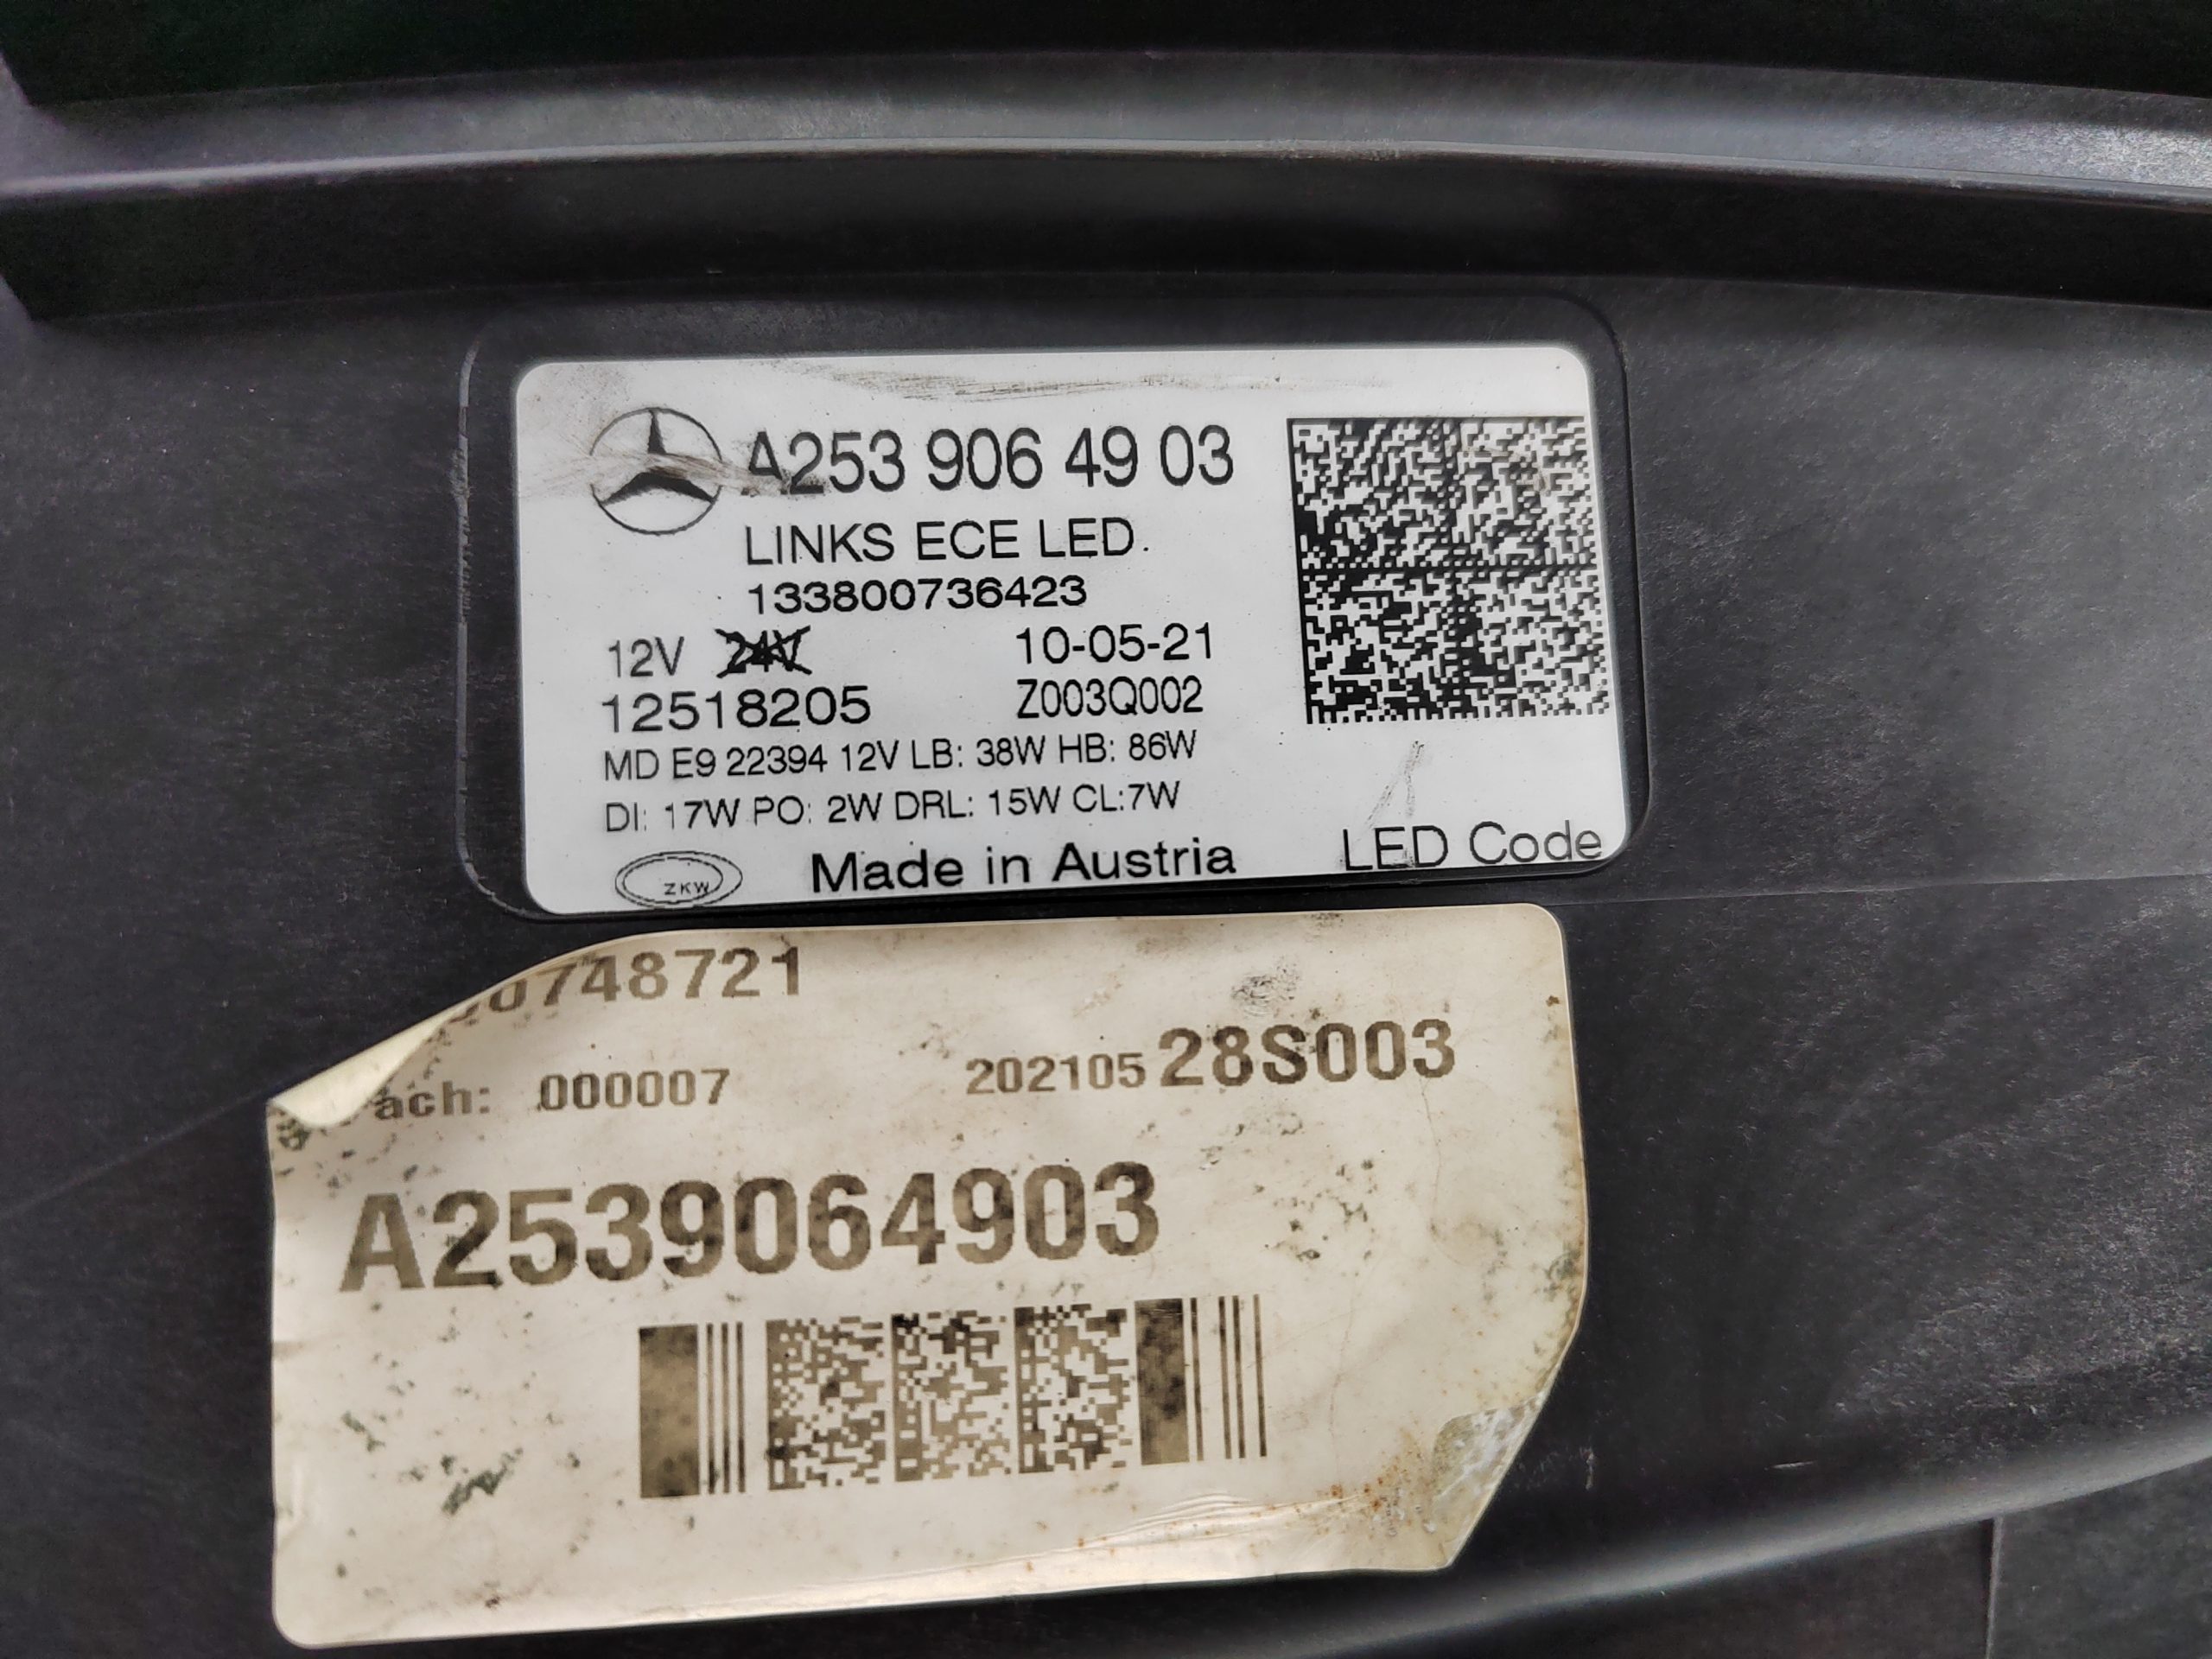 A253 906 49 03
LINKS ECE LED.
133800736423
12V 24V 10-05-21
12518205 Z003Q002
MD E9 22394 12V LB: 38W HB: 86W
DI: 17W PO: 2W DRL: 15W CL:7W
ZKW Made in Austria LED Code
0748721
ach: 000007 20210528S003
A2539064903